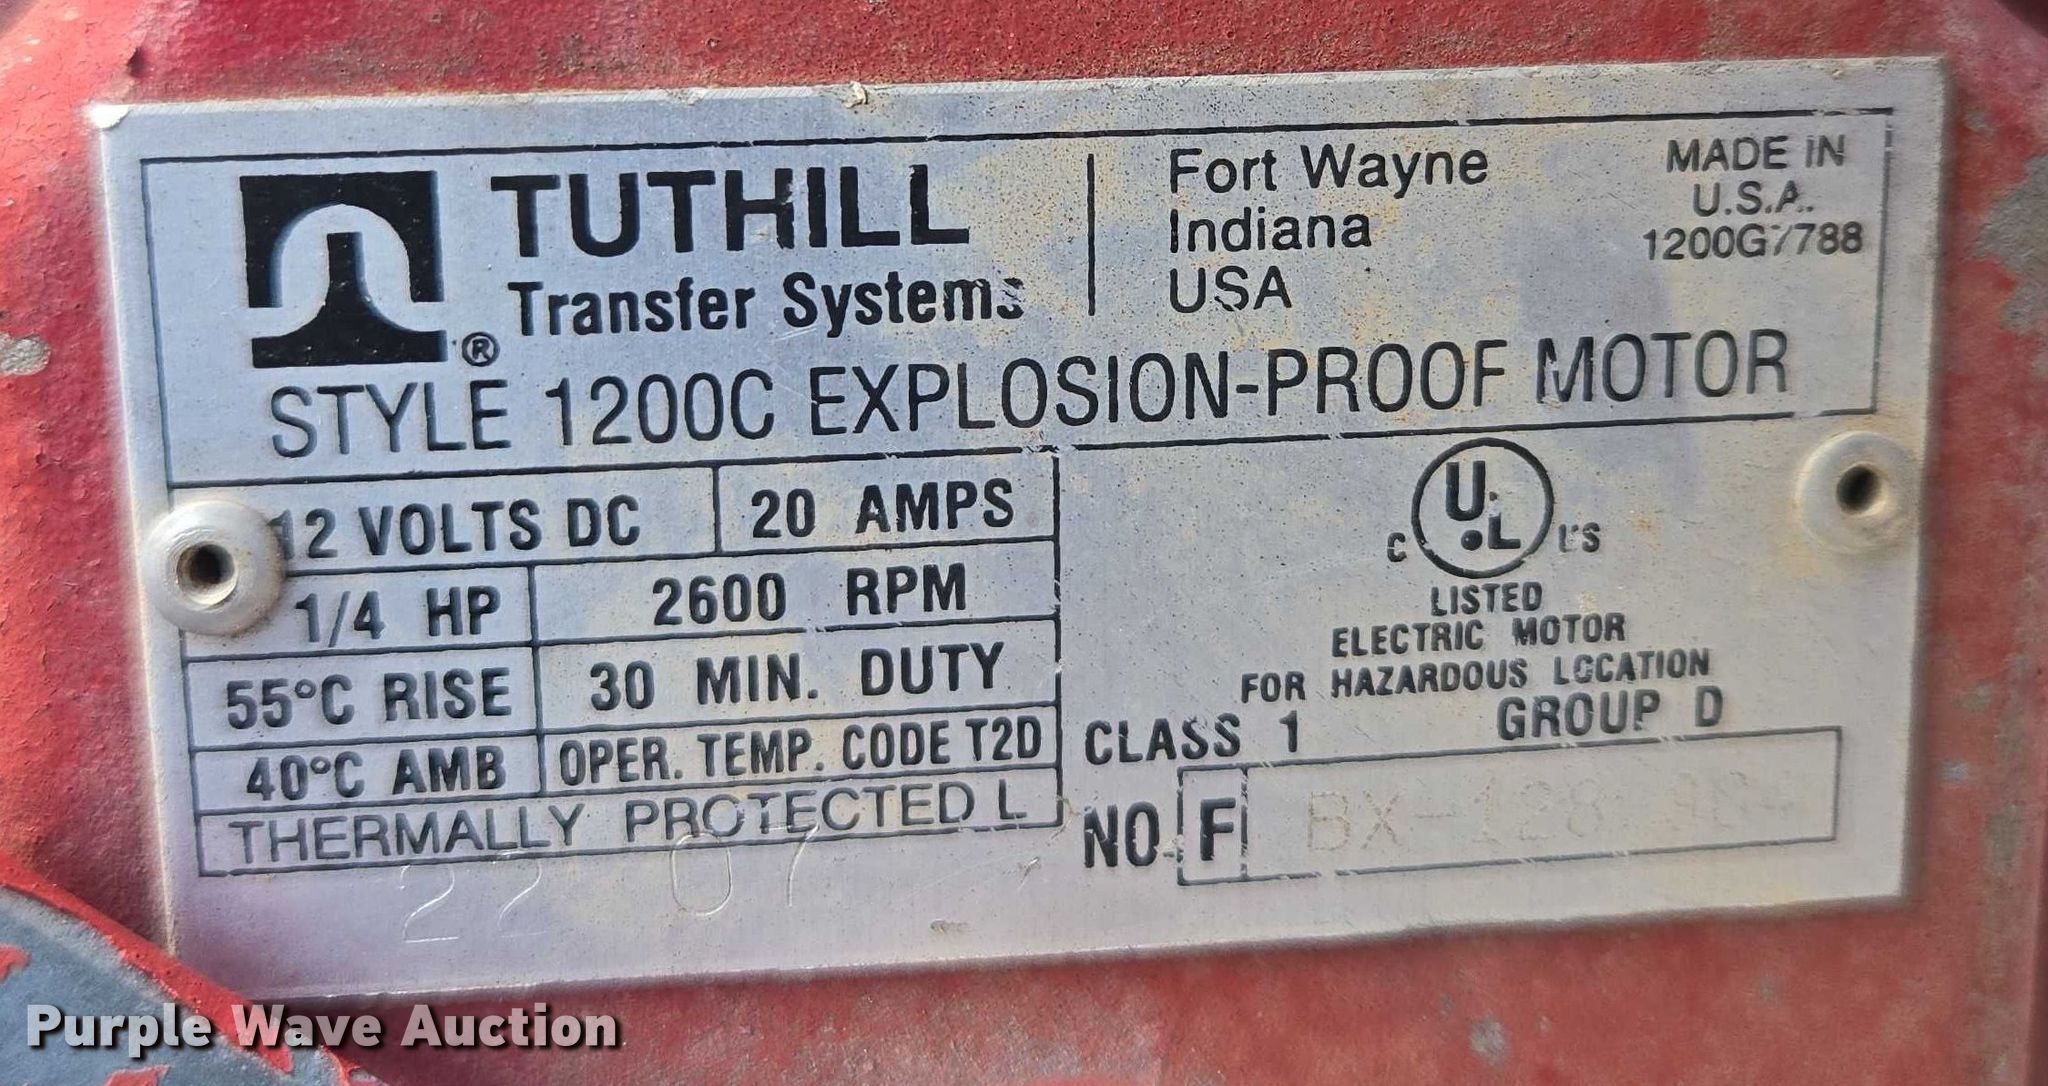 TUTHILL
Transfer Systems
®
Fort Wayne
Indiana
USA
MADE IN
U.S.A.
1200G7788
STYLE 1200C EXPLOSION-PROOF MOTOR
12 VOLTS DC 20 AMPS
1/4 HP 2600 RPM
55°C RISE 30 MIN. DUTY
40°C AMB OPER. TEMP. CODE T2D
THERMALLY PROTECTED L
22 07
C UL US
LISTED
ELECTRIC MOTOR
FOR HAZARDOUS LOCATION
CLASS 1 GROUP D
NO. F
Purple Wave Auction